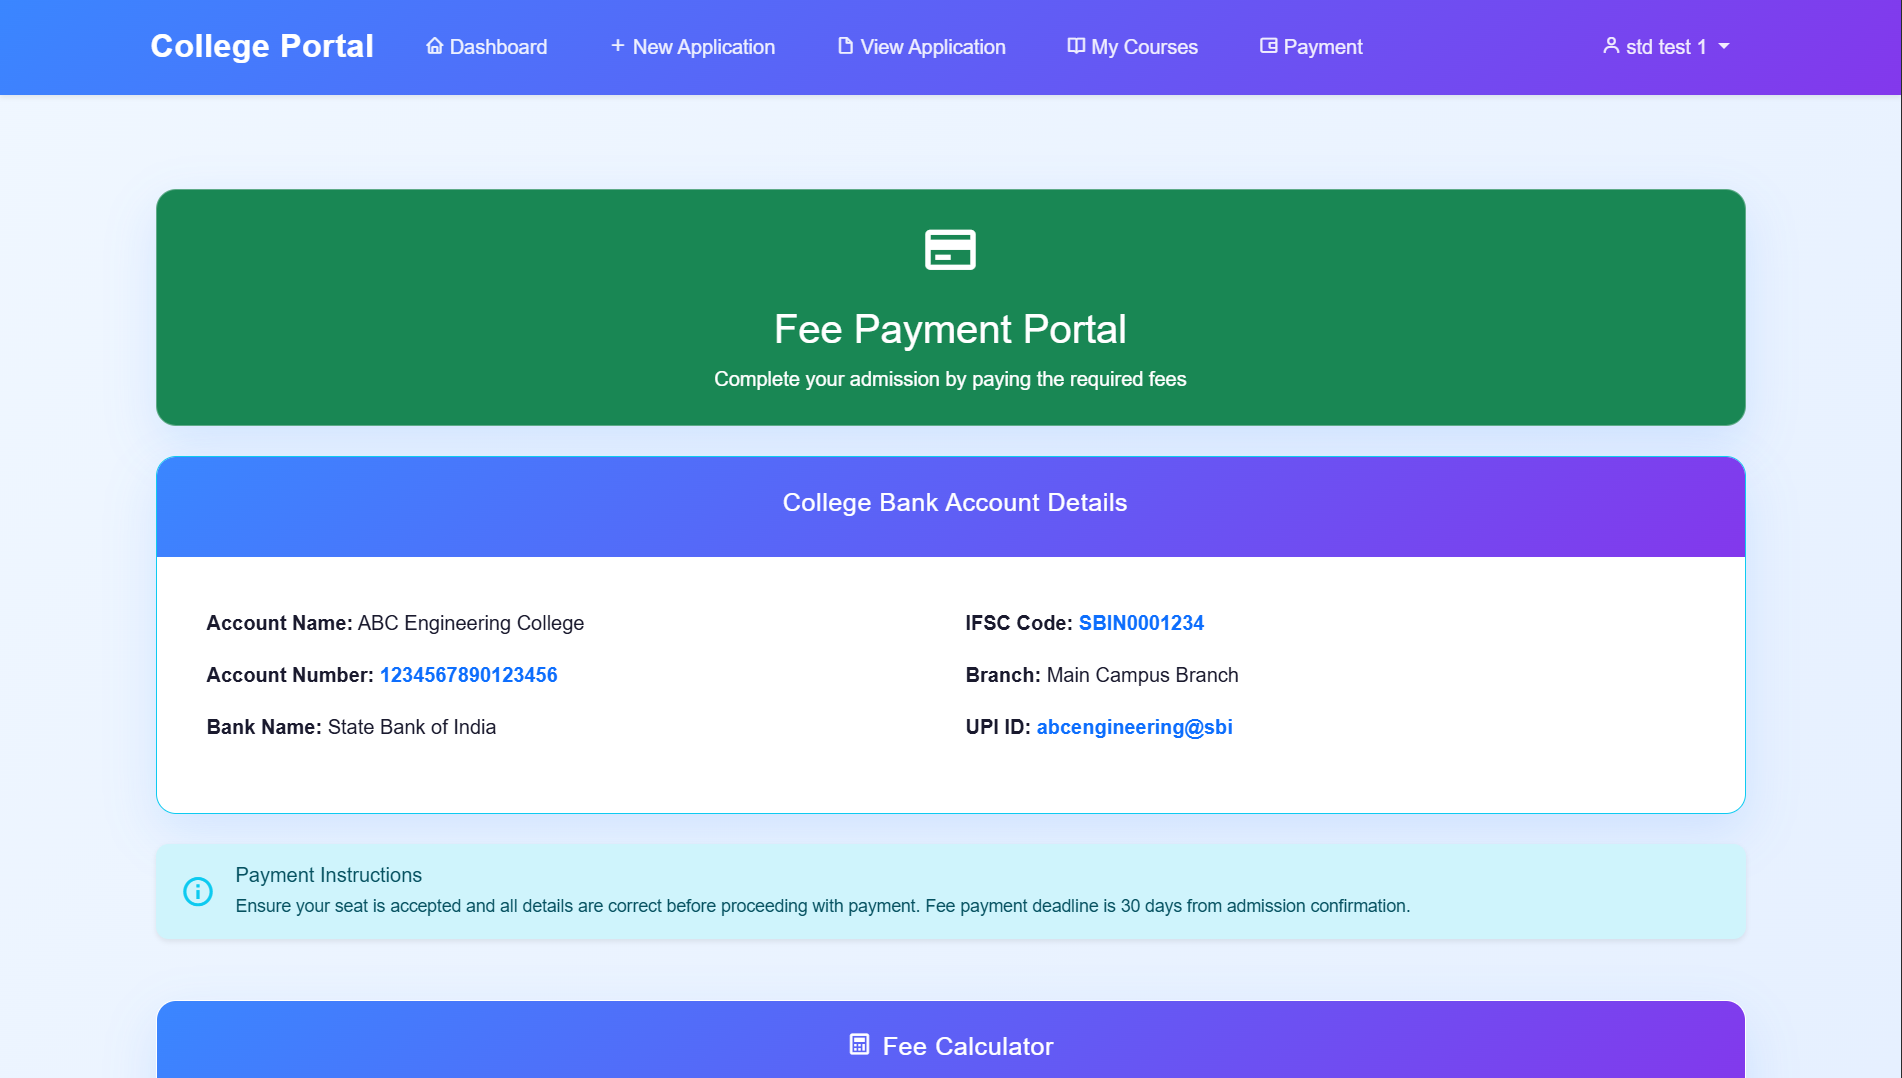 College Portal
Dashboard
New Application
View Application
My Courses
Payment
std test 1
Fee Payment Portal
Complete your admission by paying the required fees
College Bank Account Details
Account Name: ABC Engineering College
IFSC Code: SBIN0001234
Account Number: 1234567890123456
Branch: Main Campus Branch
Bank Name: State Bank of India
UPI ID: abcengineering@sbi
Payment Instructions
Ensure your seat is accepted and all details are correct before proceeding with payment. Fee payment deadline is 30 days from admission confirmation.
Fee Calculator